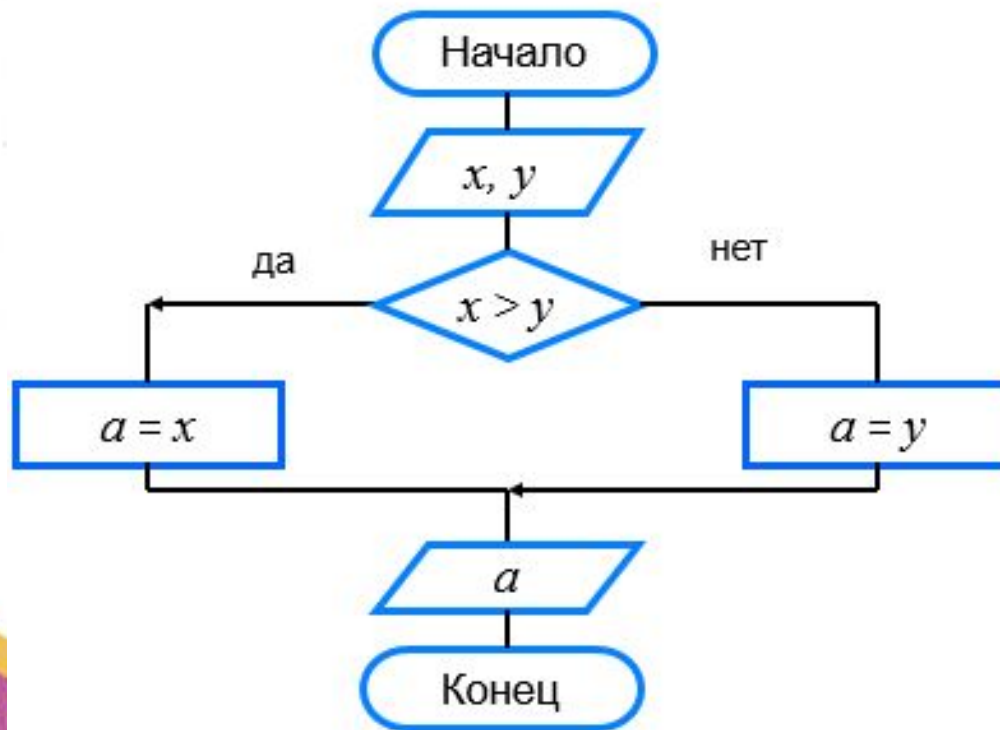 Начало
x, y
да
нет
x > y
a = x
a = y
a
Конец